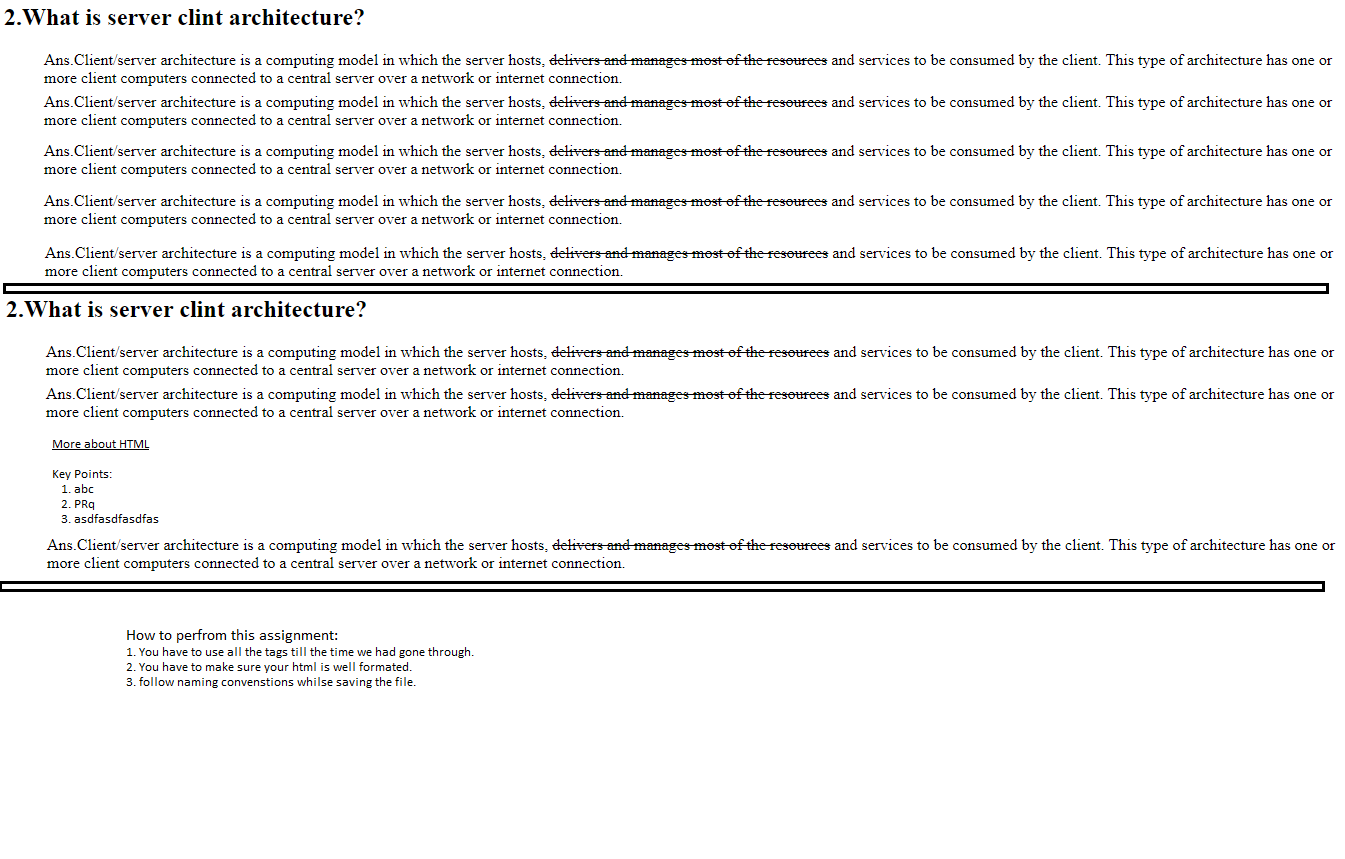 2.What is server clint architecture?
Ans.Client/server architecture is a computing model in which the server hosts, delivers and manages most of the resources and services to be consumed by the client. This type of architecture has one or
more client computers connected to a central server over a network or internet connection.
Ans.Client/server architecture is a computing model in which the server hosts, delivers and manages most of the resources and services to be consumed by the client. This type of architecture has one or
more client computers connected to a central server over a network or internet connection.
Ans.Client/server architecture is a computing model in which the server hosts, delivers and manages most of the resources and services to be consumed by the client. This type of architecture has one or
more client computers connected to a central server over a network or internet connection.
Ans.Client/server architecture is a computing model in which the server hosts, delivers and manages most of the resources and services to be consumed by the client. This type of architecture has one or
more client computers connected to a central server over a network or internet connection.
Ans.Client/server architecture is a computing model in which the server hosts, delivers and manages most of the resources and services to be consumed by the client. This type of architecture has one or
more client computers connected to a central server over a network or internet connection.
2.What is server clint architecture?
Ans.Client/server architecture is a computing model in which the server hosts, delivers and manages most of the resources and services to be consumed by the client. This type of architecture has one or
more client computers connected to a central server over a network or internet connection.
Ans.Client/server architecture is a computing model in which the server hosts, delivers and manages most of the resources and services to be consumed by the client. This type of architecture has one or
more client computers connected to a central server over a network or internet connection.
More about HTML
Key Points:
1. abc
2. PRq
3. asdfasdfasdfas
Ans.Client/server architecture is a computing model in which the server hosts, delivers and manages most of the resources and services to be consumed by the client. This type of architecture has one or
more client computers connected to a central server over a network or internet connection.
How to perfrom this assignment:
1. You have to use all the tags till the time we had gone through.
2. You have to make sure your html is well formated.
3. follow naming convenstions whilse saving the file.